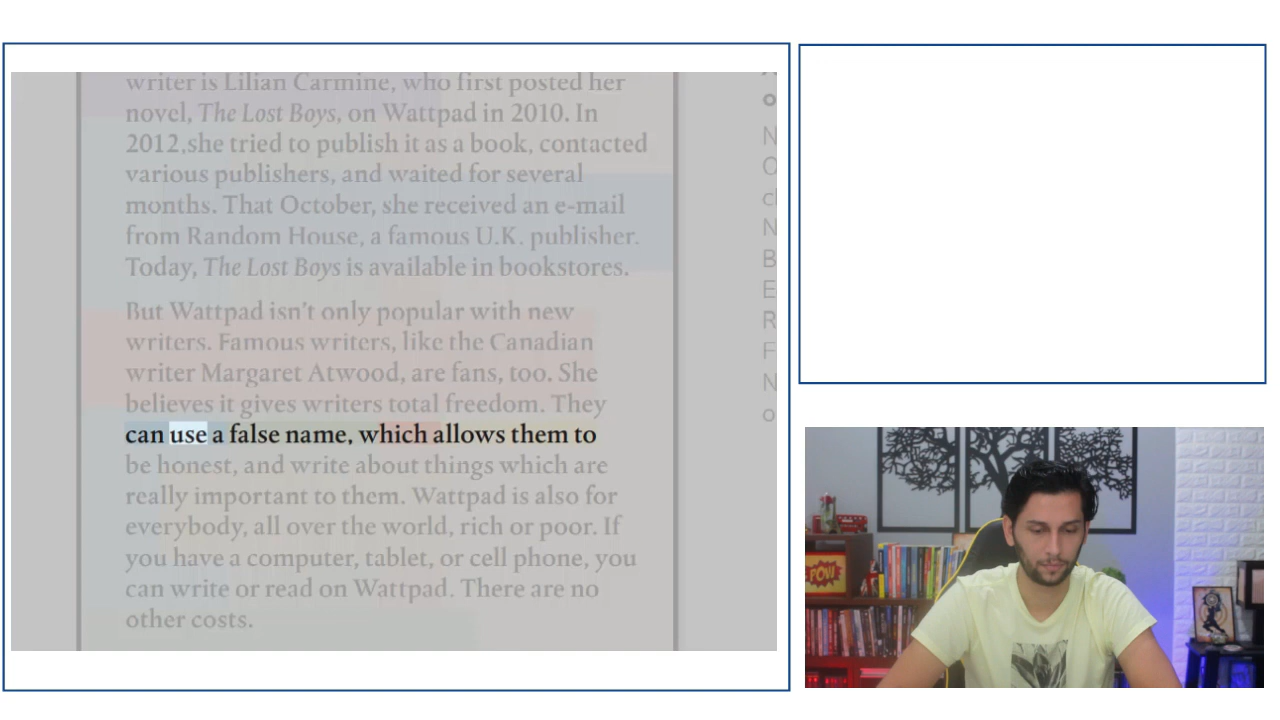 writer is Lilian Carmine, who first posted her
novel, The Lost Boys, on Wattpad in 2010. In
2012,she tried to publish it as a book, contacted
various publishers, and waited for several
months. That October, she received an e-mail
from Random House, a famous U.K. publisher.
Today, The Lost Boys is available in bookstores.
But Wattpad isn't only popular with new
writers. Famous writers, like the Canadian
writer Margaret Atwood, are fans, too. She
believes it gives writers total freedom. They
can use a false name, which allows them to
be honest, and write about things which are
really important to them. Wattpad is also for
everybody, all over the world, rich or poor. If
you have a computer, tablet, or cell phone, you
can write or read on Wattpad. There are no
other costs.
o
N
O
cl
N
B
E
R
F
N
o
POW!